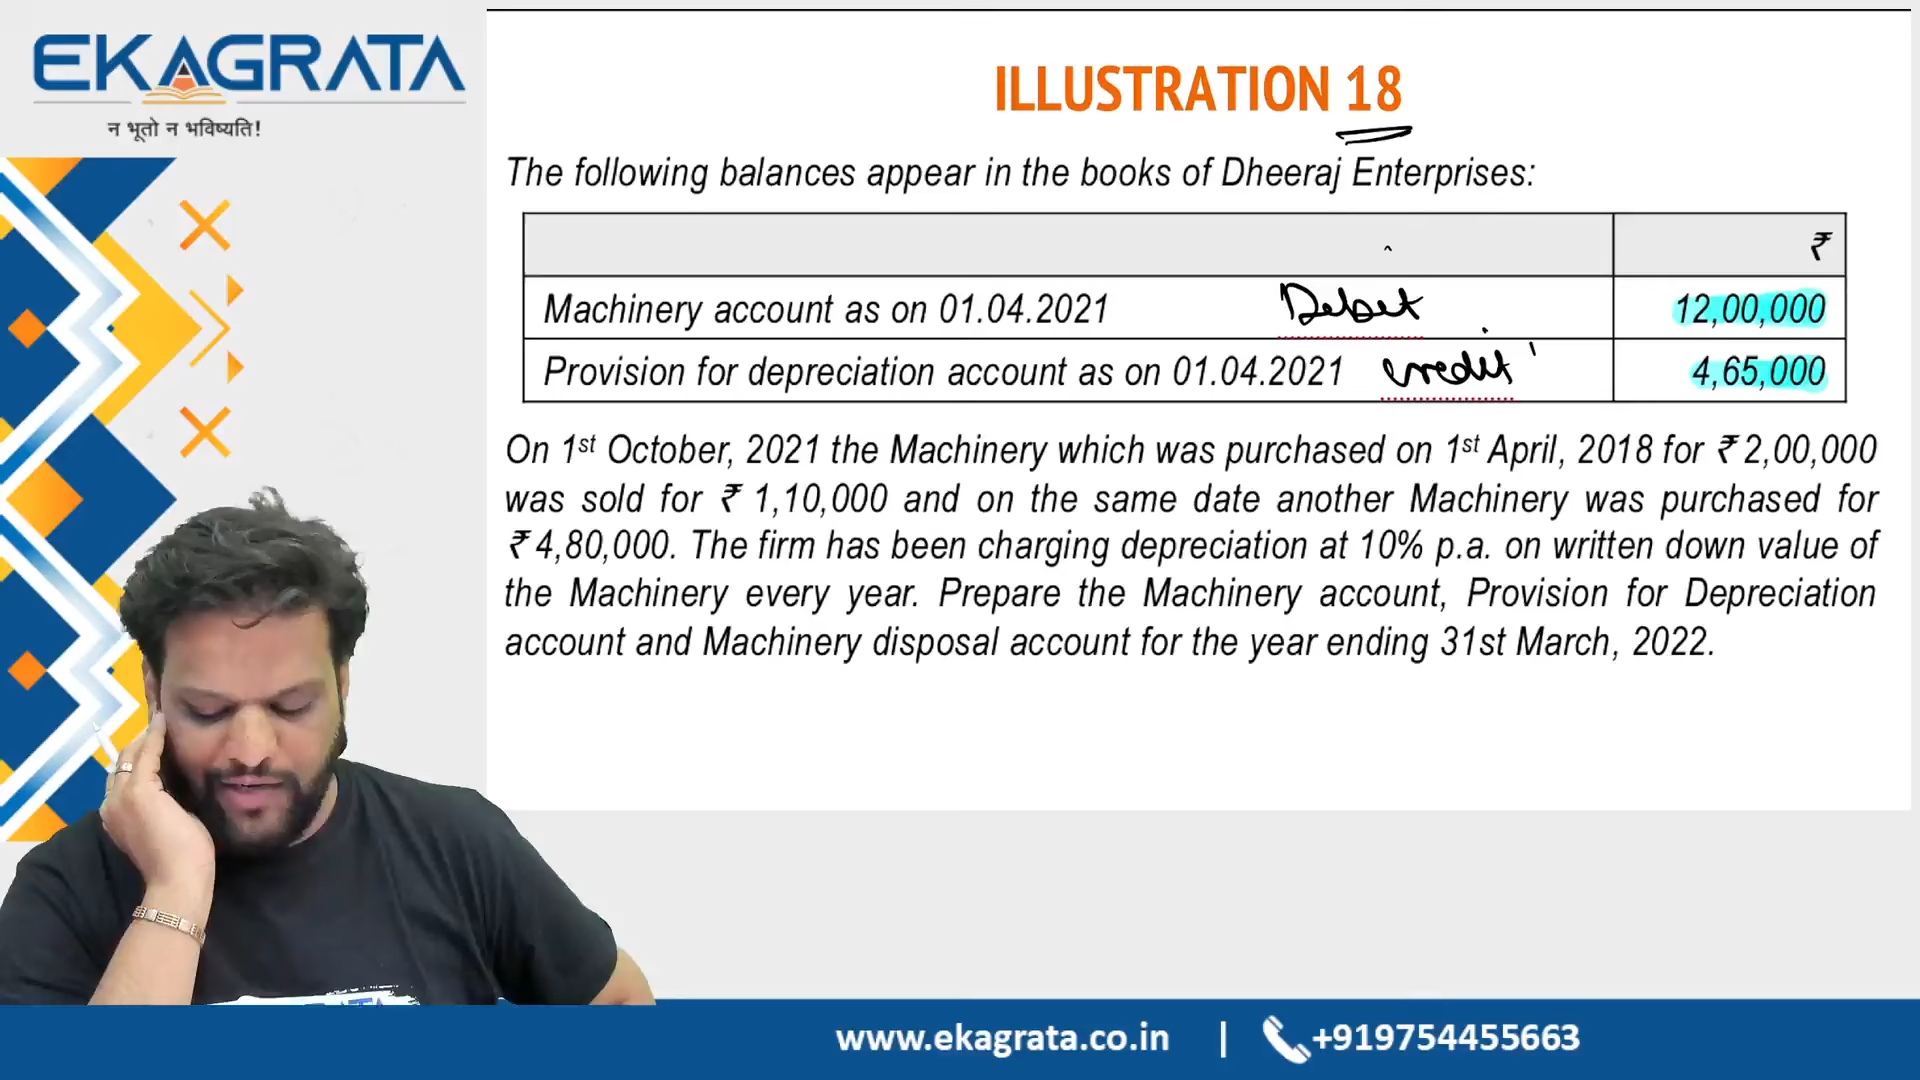 EKAGRATA
न भूतो न भविष्यति!
ILLUSTRATION 18
The following balances appear in the books of Dheeraj Enterprises:
₹
Machinery account as on 01.04.2021 Debet 12,00,000
Provision for depreciation account as on 01.04.2021 credit 4,65,000
On 1st October, 2021 the Machinery which was purchased on 1st April, 2018 for ₹ 2,00,000
was sold for ₹ 1,10,000 and on the same date another Machinery was purchased for
₹ 4,80,000. The firm has been charging depreciation at 10% p.a. on written down value of
the Machinery every year. Prepare the Machinery account, Provision for Depreciation
account and Machinery disposal account for the year ending 31st March, 2022.
www.ekagrata.co.in | +919754455663